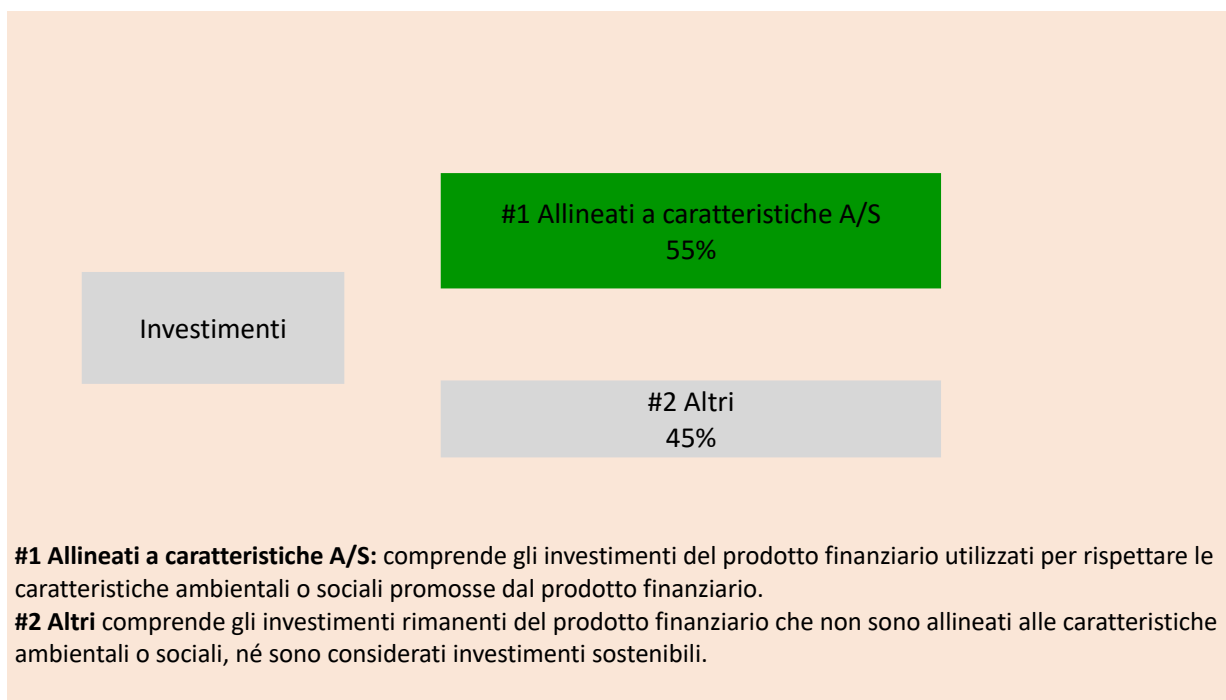 #1 Allineati a caratteristiche A/S
55%
Investimenti
#2 Altri
45%
#1 Allineati a caratteristiche A/S: comprende gli investimenti del prodotto finanziario utilizzati per rispettare le
caratteristiche ambientali o sociali promosse dal prodotto finanziario.
#2 Altri comprende gli investimenti rimanenti del prodotto finanziario che non sono allineati alle caratteristiche
ambientali o sociali, né sono considerati investimenti sostenibili.